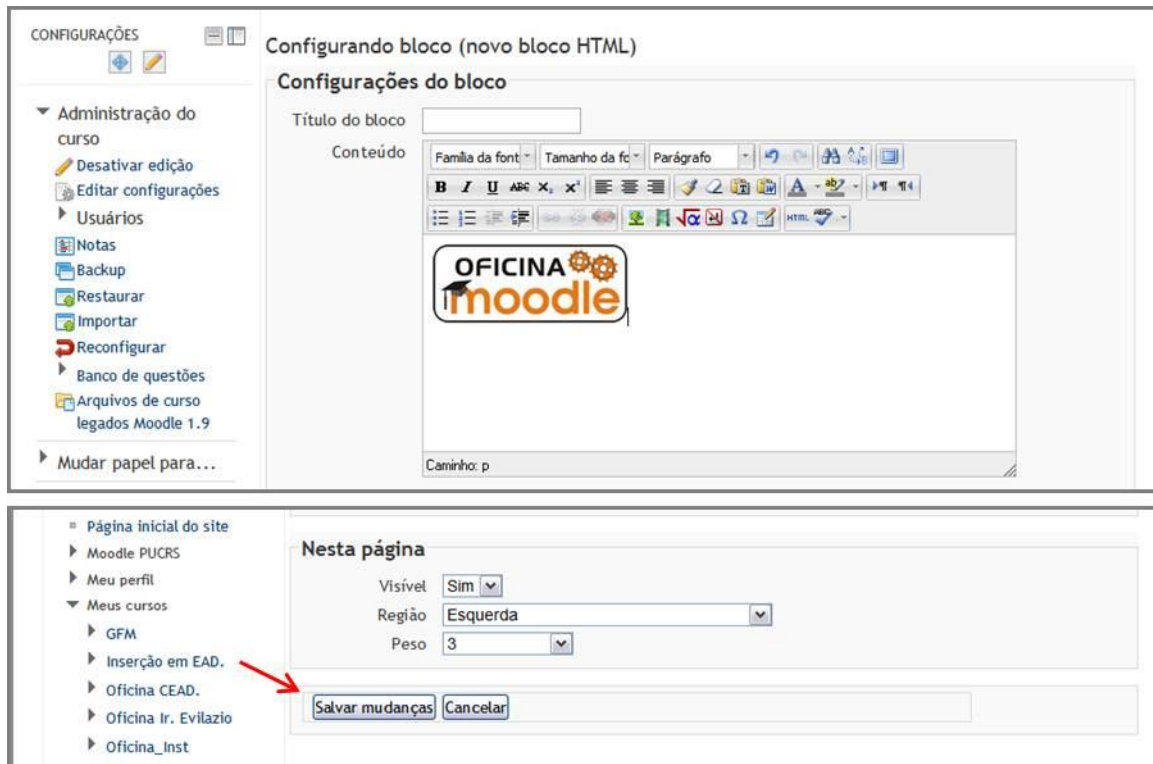 CONFIGURAÇÕES
Administração do
curso
Desativar edição
Editar configurações
Usuários
Notas
Backup
Restaurar
Importar
Reconfigurar
Banco de questões
Arquivos de curso
legados Moodle 1.9
Mudar papel para...
Configurando bloco (novo bloco HTML)
Configurações do bloco
Título do bloco
Conteúdo
Família da font
Tamanho da fc
Parágrafo
B I U ABC X, x'
HTML
OFICINA
moodle
Caminho: p
Página inicial do site
Moodle PUCRS
Meu perfil
Meus cursos
GFM
Inserção em EAD.
Oficina CEAD.
Oficina Ir. Evilazio
Oficina_Inst
Nesta página
Visível Sim
Região Esquerda
Peso 3
Salvar mudanças Cancelar